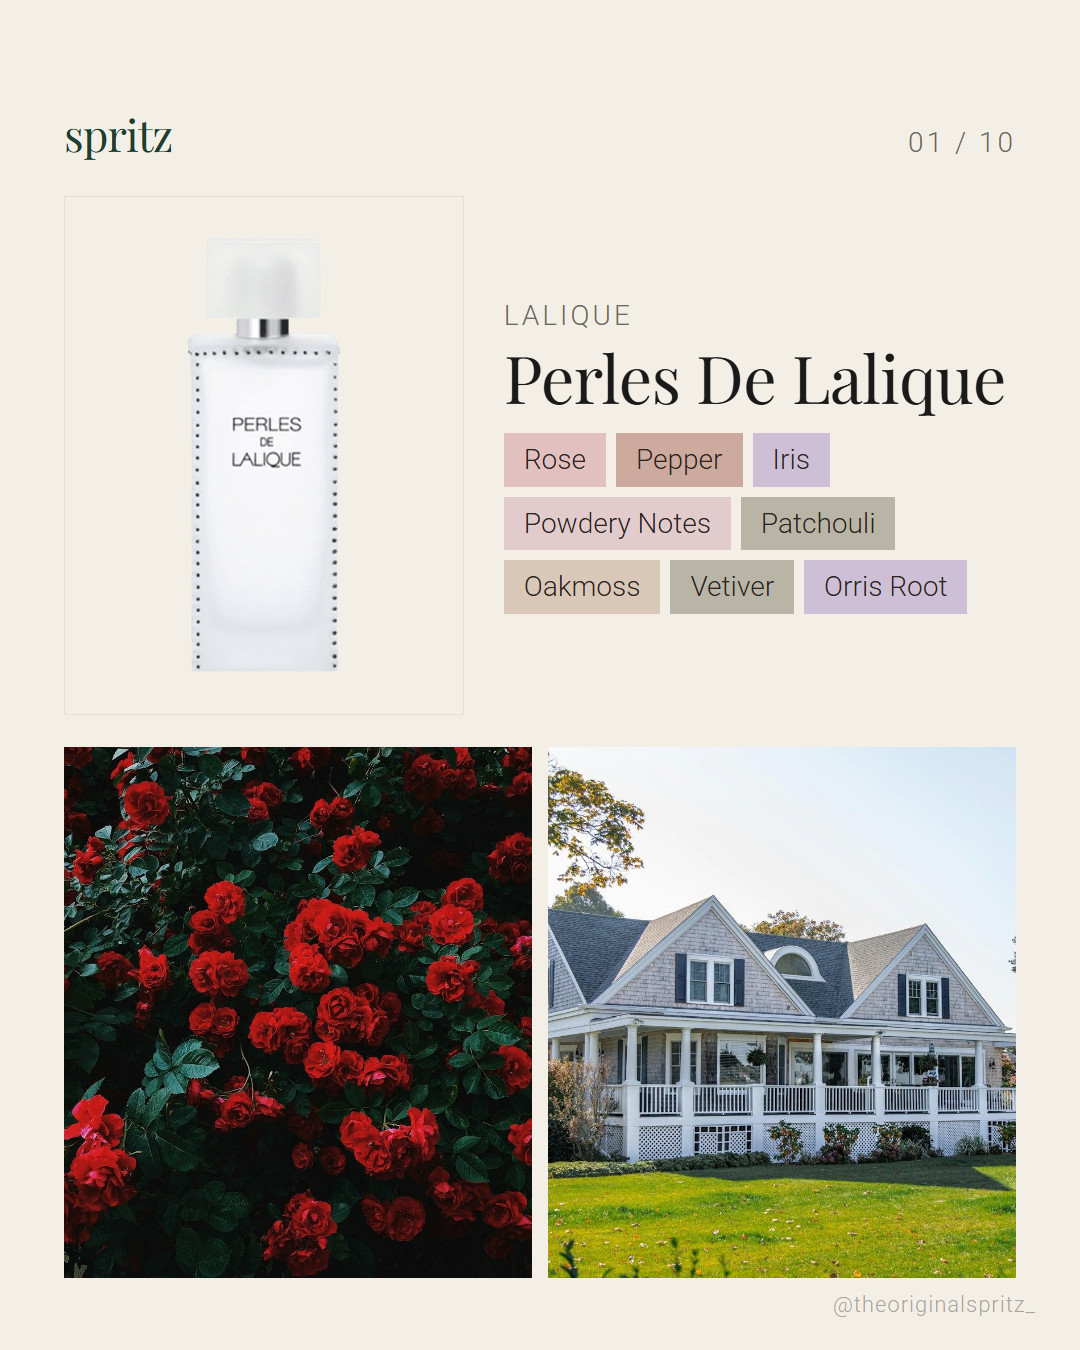 spritz
01 / 10
PERLES
DE
LALIQUE
LALIQUE
Perles De Lalique
Rose Pepper Iris
Powdery Notes Patchouli
Oakmoss Vetiver Orris Root
@theoriginalspritz_